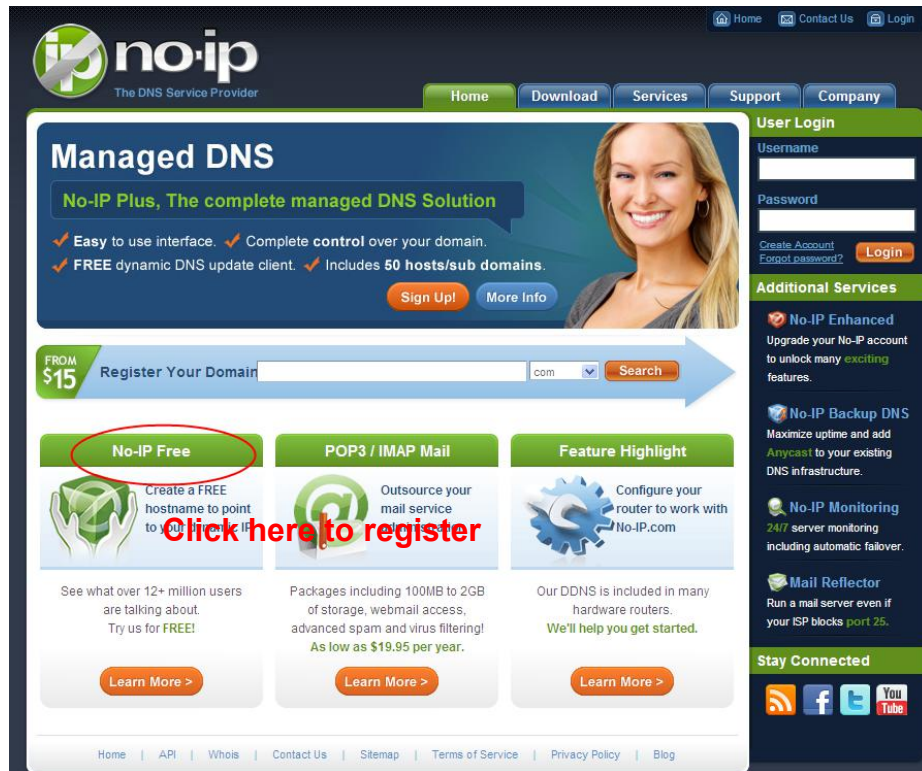 Home Contact Us Login
ip no·ip
The DNS Service Provider
Home Download Services Support Company
Managed DNS
No-IP Plus, The complete managed DNS Solution
Easy to use interface. Complete control over your domain.
FREE dynamic DNS update client. Includes 50 hosts/sub domains.
Sign Up! More Info
FROM
$15
Register Your Domain com Search
No-IP Free
Create a FREE
hostname to point
to your dynamic IP
See what over 12+ million users
are talking about.
Try us for FREE!
Learn More >
POP3 / IMAP Mail
Outsource your
mail service
Packages including 100MB to 2GB
of storage, webmail access,
advanced spam and virus filtering!
As low as $19.95 per year.
Learn More >
Feature Highlight
Configure your
router to work with
No-IP.com
Our DDNS is included in many
hardware routers.
We'll help you get started.
Learn More >
Click here to register
User Login
Username
Password
Create Account
Forgot password?
Login
Additional Services
No-IP Enhanced
Upgrade your No-IP account
to unlock many exciting
features.
No-IP Backup DNS
Maximize uptime and add
Anycast to your existing
DNS infrastructure.
No-IP Monitoring
24/7 server monitoring
including automatic failover.
Mail Reflector
Run a mail server even if
your ISP blocks port 25.
Stay Connected
You
Tube
Home | API | Whois | Contact Us | Sitemap | Terms of Service | Privacy Policy | Blog